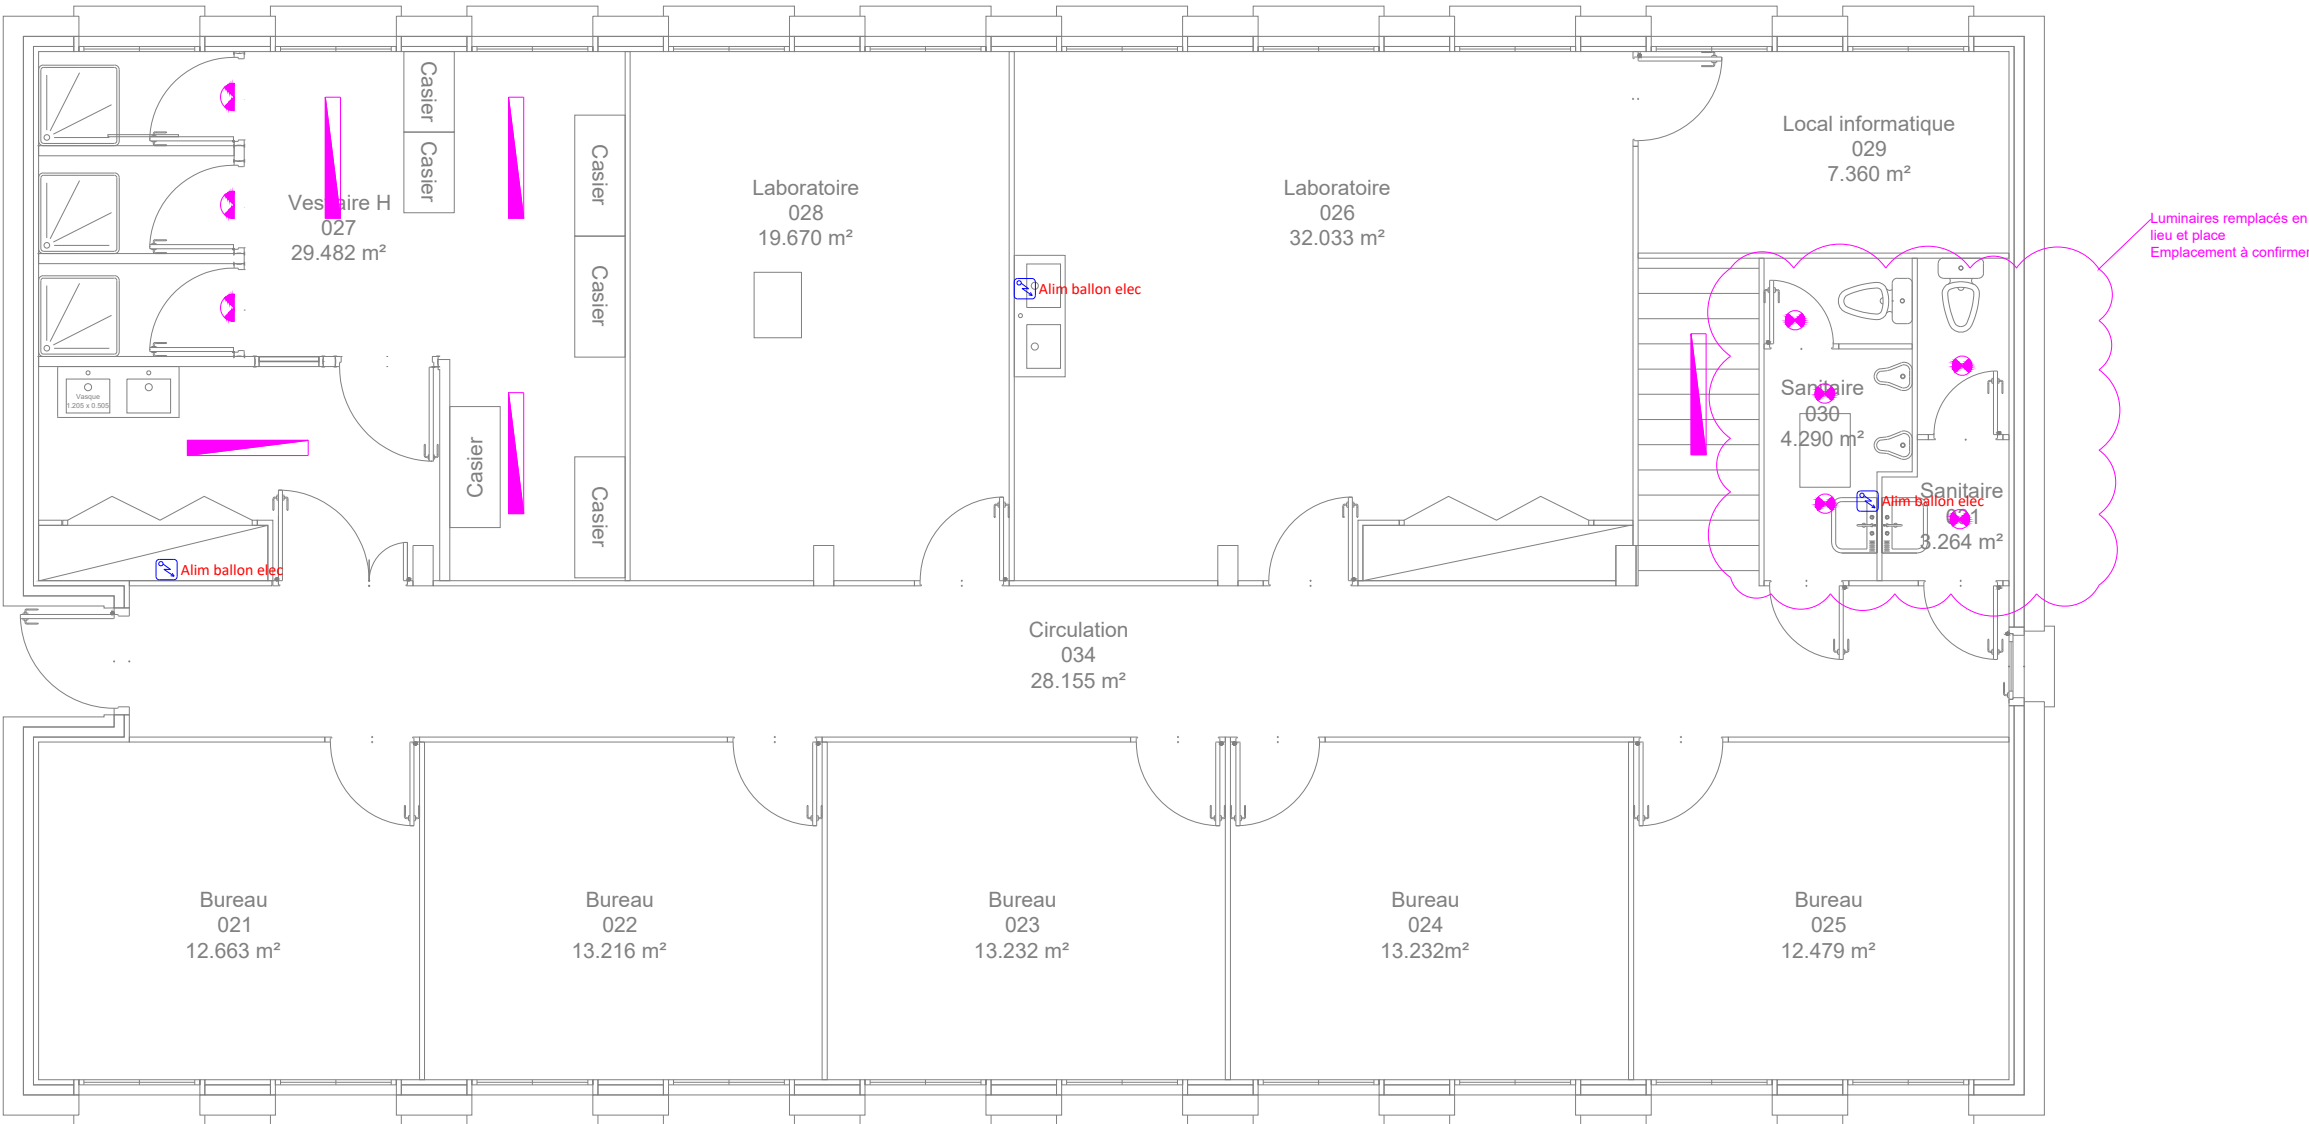 Casier
Casier
Casier
Casier
Casier
Casier
Vestiaire H
027
29.482 m²
Vasque
1.205 x 0.505
Alim ballon elec
Laboratoire
028
19.670 m²
Laboratoire
026
32.033 m²
Alim ballon elec
Local informatique
029
7.360 m²
Luminaires remplacés en
lieu et place
Emplacement à confirmer
Sanitaire
030
4.290 m²
Alim ballon elec
Sanitaire
031
3.264 m²
Circulation
034
28.155 m²
Bureau
021
12.663 m²
Bureau
022
13.216 m²
Bureau
023
13.232 m²
Bureau
024
13.232m²
Bureau
025
12.479 m²